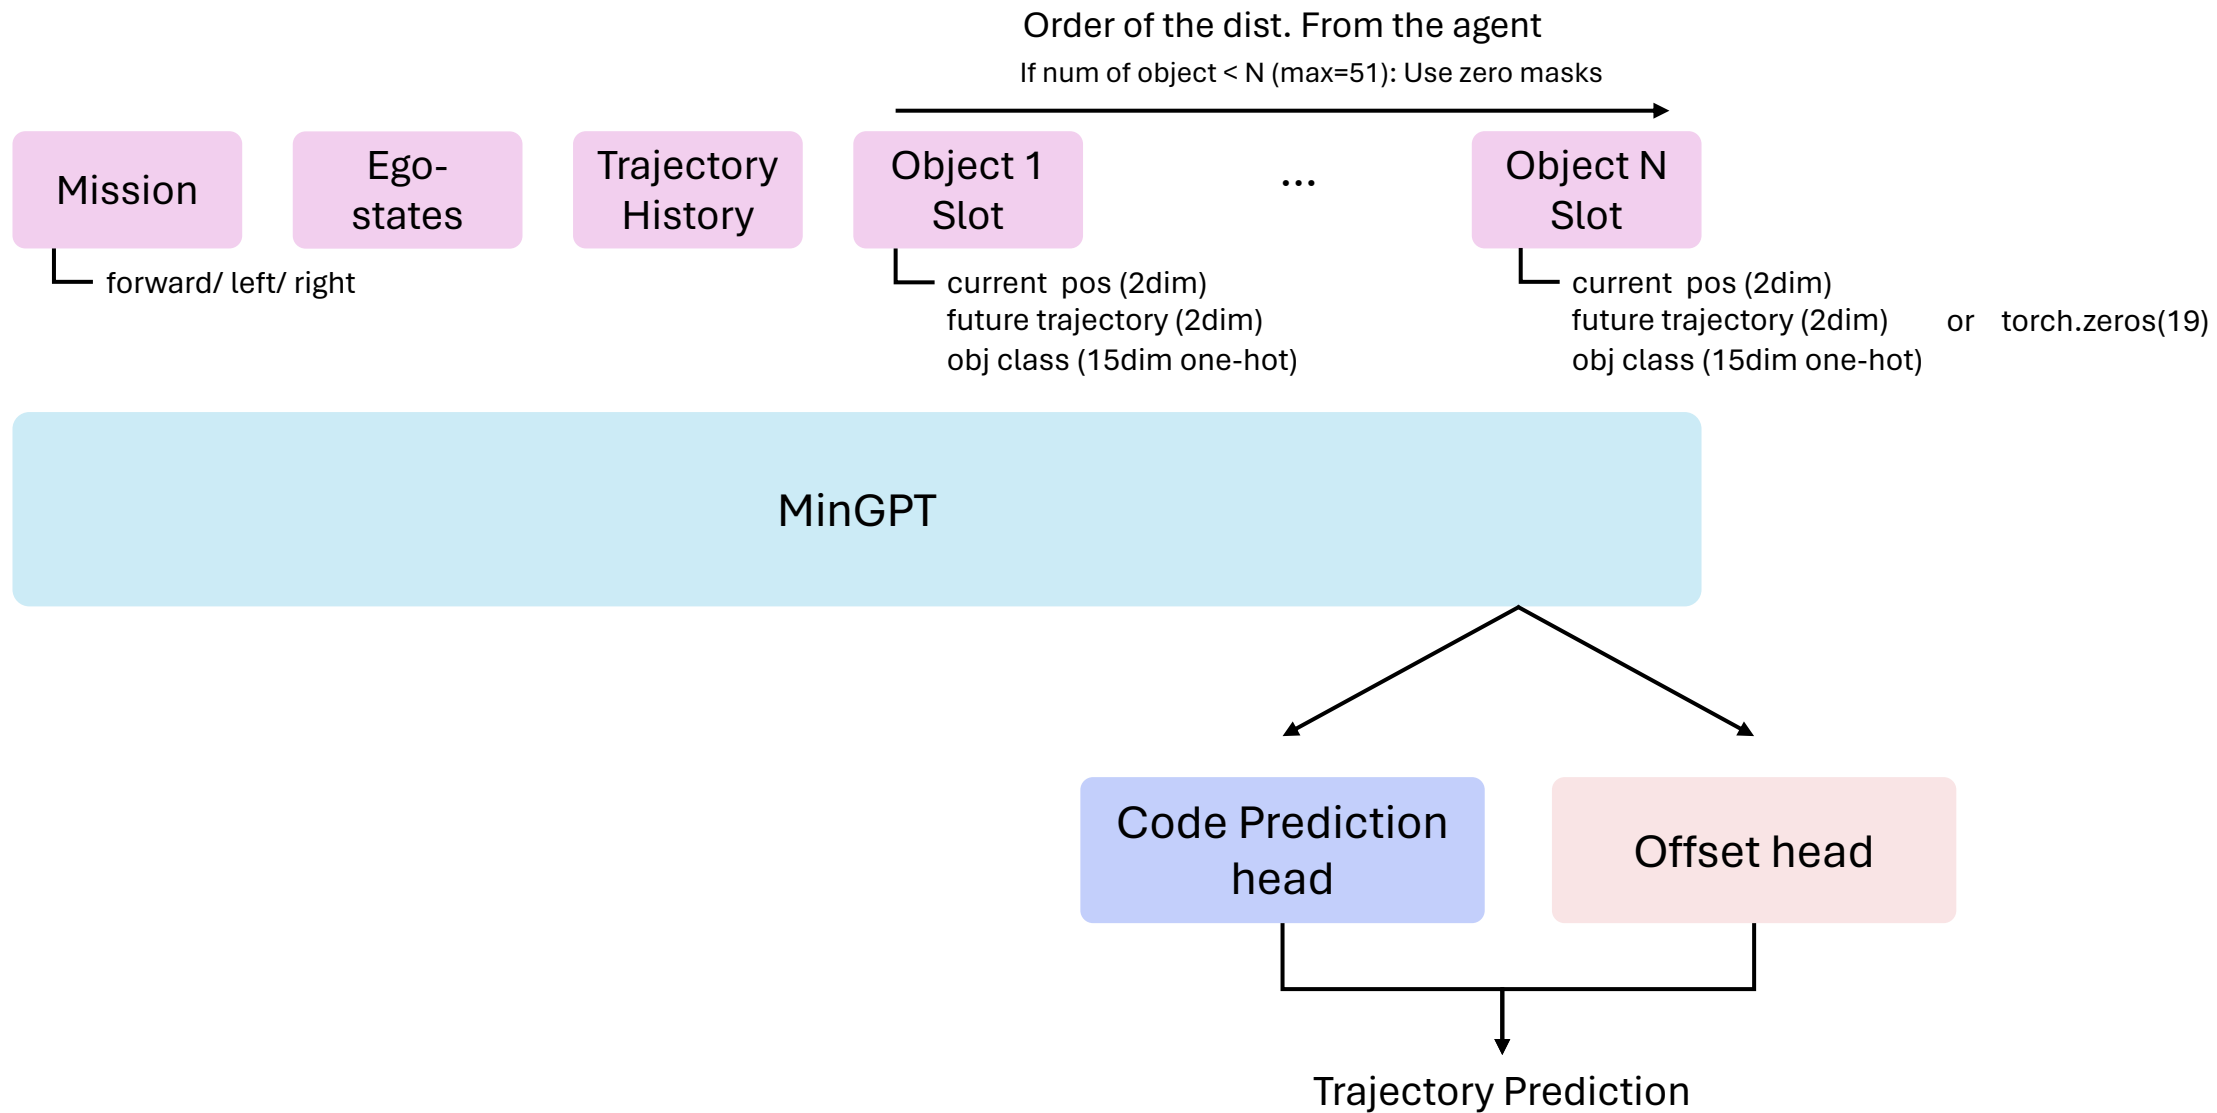 Order of the dist. From the agent
If num of object < N (max=51): Use zero masks
Mission
Ego-
states
Trajectory
History
Object 1
Slot
...
Object N
Slot
forward/ left/ right
current pos (2dim)
future trajectory (2dim)
obj class (15dim one-hot)
current pos (2dim)
future trajectory (2dim)
obj class (15dim one-hot)
or torch.zeros(19)
MinGPT
Code Prediction
head
Offset head
Trajectory Prediction